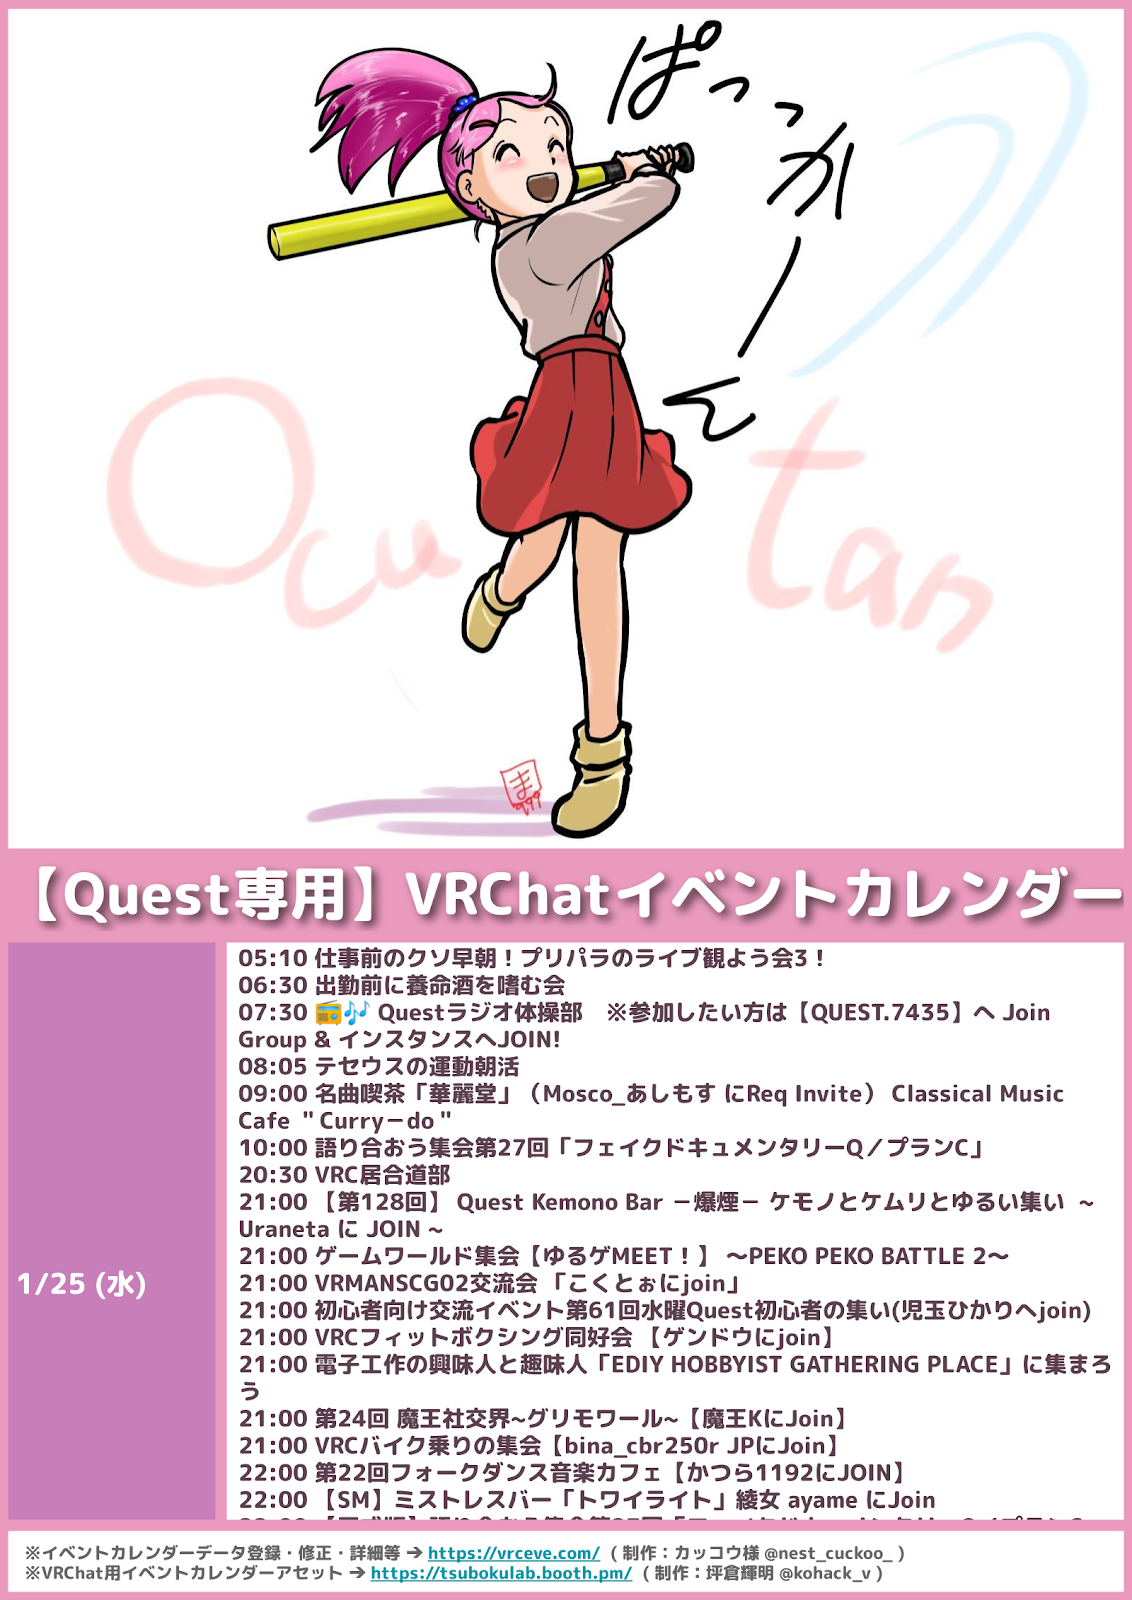 ぱっっかーん
Ocu tan
ま
999
【Quest専用】VRChatイベントカレンダー
1/25 (水)
05:10 仕事前のクソ早朝！プリパラのライブ観よう会3！
06:30 出勤前に養命酒を嗜む会
07:30 📻🎶 Questラジオ体操部　※参加したい方は【QUEST.7435】へ Join
Group & インスタンスへJOIN!
08:05 テセウスの運動朝活
09:00 名曲喫茶「華麗堂」（Mosco_あしもす にReq Invite） Classical Music
Cafe ＂Curry－do＂
10:00 語り合おう集会第27回「フェイクドキュメンタリーQ／プランC」
20:30 VRC居合道部
21:00 【第128回】 Quest Kemono Bar －爆煙－ ケモノとケムリとゆるい集い ~
Uraneta に JOIN ~
21:00 ゲームワールド集会【ゆるゲMEET！】 〜PEKO PEKO BATTLE 2〜
21:00 VRMANSCG02交流会 「こくとぉにjoin」
21:00 初心者向け交流イベント第61回水曜Quest初心者の集い(児玉ひかりへjoin)
21:00 VRCフィットボクシング同好会 【ゲンドウにjoin】
21:00 電子工作の興味人と趣味人「EDIY HOBBYIST GATHERING PLACE」に集まろ
う
21:00 第24回 魔王社交界~グリモワール~【魔王KにJoin】
21:00 VRCバイク乗りの集会【bina_cbr250r JPにJoin】
22:00 第22回フォークダンス音楽カフェ【かつら1192にJOIN】
22:00 【SM】ミストレスバー「トワイライト」綾女 ayame にJoin
※イベントカレンダーデータ登録・修正・詳細等 → https://vrceve.com/ （ 制作：カッコウ様 @nest_cuckoo_ ）
※VRChat用イベントカレンダーアセット → https://tsubokulab.booth.pm/ （ 制作：坪倉輝明 @kohack_v ）